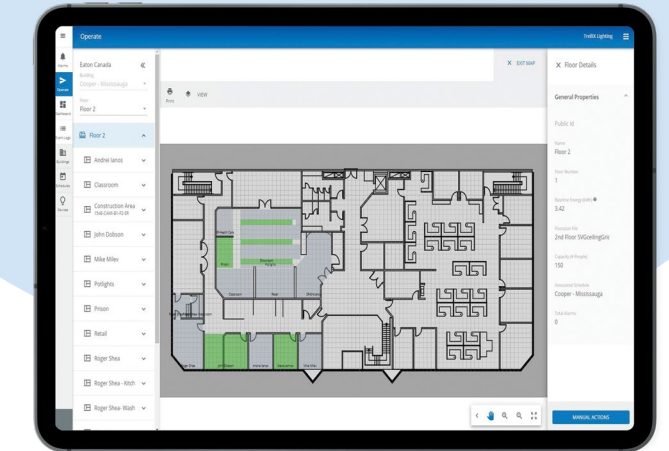 Operate
Trellix Lighting
Alarms
Operate
Dashboard
Event Logs
Buildings
Schedules
Devices
Eaton Canada
Building
Cooper - Mississauga
Floor
Floor 2
Floor 2
Andrei Ianos
Classroom
Construction Area
John Dobson
Mike Miles
Potlights
Prison
Retail
Roger Shea
Roger Shea - Kitch
Roger Shea- Wash
Print
VIEW
X EXIT MAP
Classroom
Retail
X Floor Details
General Properties
Public Id
Name
Floor 2
Floor Number
1
Baseline Energy (kWh)
3.42
Floorplan File
2nd Floor SVGCeilingGrid
Capacity (# People)
150
Associated Schedule
Cooper - Mississauga
Total Alarms
0
MANUAL ACTIONS